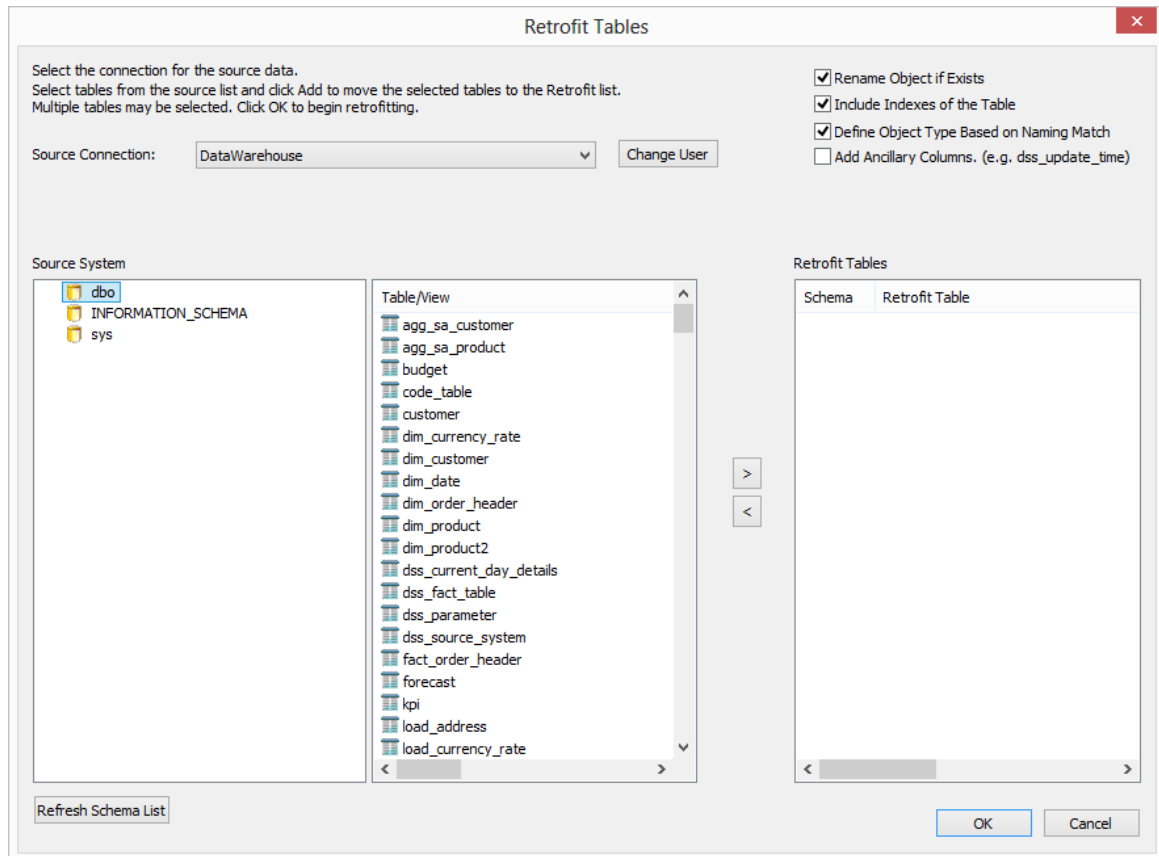 Retrofit Tables
Select the connection for the source data.
Select tables from the source list and click Add to move the selected tables to the Retrofit list.
Multiple tables may be selected. Click OK to begin retrofitting.
Rename Object if Exists
Include Indexes of the Table
Define Object Type Based on Naming Match
Add Ancillary Columns. (e.g. dss_update_time)
Source Connection:
DataWarehouse
Change User
Source System
dbo
INFORMATION_SCHEMA
sys
Table/View
agg_sa_customer
agg_sa_product
budget
code_table
customer
dim_currency_rate
dim_customer
dim_date
dim_order_header
dim_product
dim_product2
dss_current_day_details
dss_fact_table
dss_parameter
dss_source_system
fact_order_header
forecast
kpi
load_address
load_currency_rate
>
<
Retrofit Tables
Schema Retrofit Table
Refresh Schema List
OK
Cancel